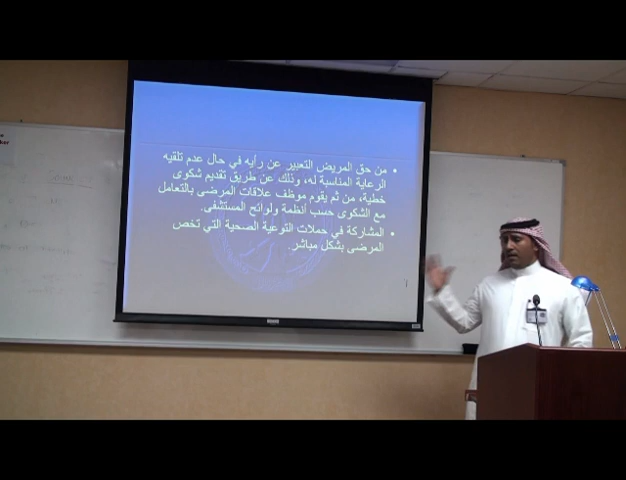 • من حق المريض التعبير عن رأيه في حال عدم تلقيه
الرعاية المناسبة له، وذلك عن طريق تقديم شكوى
خطية، من ثم يقوم موظف علاقات المرضى بالتعامل
مع الشكوى حسب أنظمة ولوائح المستشفى.
• المشاركة في حملات التوعية الصحية التي تخص
المرضى بشكل مباشر.